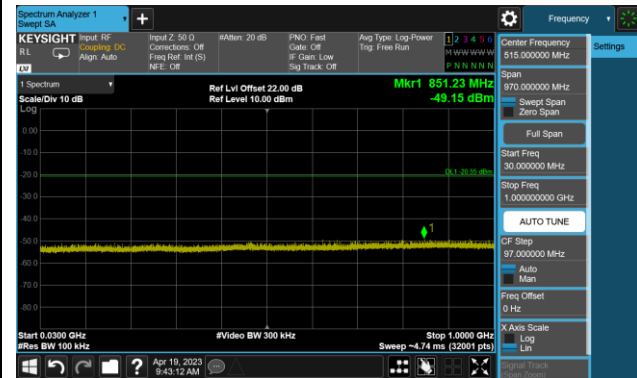 Spectrum Analyzer 1
Swept SA
Frequency
KEYSIGHT
RL
Input: RF
Coupling: DC
Align: Auto
Input Z: 50 Ω
Corrections: Off
Freq Ref: Int (S)
NFE: Off
#Atten: 20 dB
PNO: Fast
Gate: Off
IF Gain: Low
Sig Track: Off
Avg Type: Log-Power
Trig: Free Run
1 2 3 4 5 6
M W W W W W
P N N N N N
1 Spectrum
Scale/Div 10 dB
Log
Ref Lvl Offset 22.00 dB
Ref Level 10.00 dBm
Mkr1 851.23 MHz
-49.15 dBm
0.00
-10.0
-20.0
-30.0
-40.0
-50.0
-60.0
-70.0
-80.0
DL1 -20.55 dBm
1
Start 0.0300 GHz
#Res BW 100 kHz
#Video BW 300 kHz
Stop 1.0000 GHz
Sweep ~4.74 ms (32001 pts)
Apr 19, 2023
9:43:12 AM
Center Frequency
515.000000 MHz
Settings
Span
970.000000 MHz
Swept Span
Zero Span
Full Span
Start Freq
30.000000 MHz
Stop Freq
1.000000000 GHz
AUTO TUNE
CF Step
97.000000 MHz
Auto
Man
Freq Offset
0 Hz
X Axis Scale
Log
Lin
Signal Track
(Span Zoom)